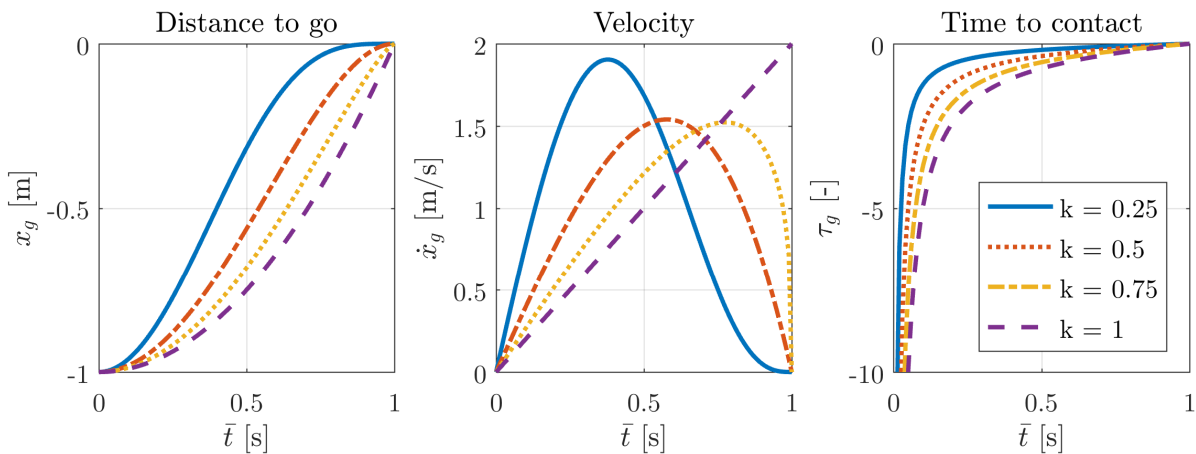 Distance to go
0
-0.5
-1
x_g [m]
0 0.5 1
t̄ [s]
Velocity
2
1.5
1
0.5
0
ẋ_g [m/s]
0 0.5 1
t̄ [s]
Time to contact
0
-5
-10
τ_g [-]
k = 0.25
k = 0.5
k = 0.75
k = 1
0 0.5 1
t̄ [s]